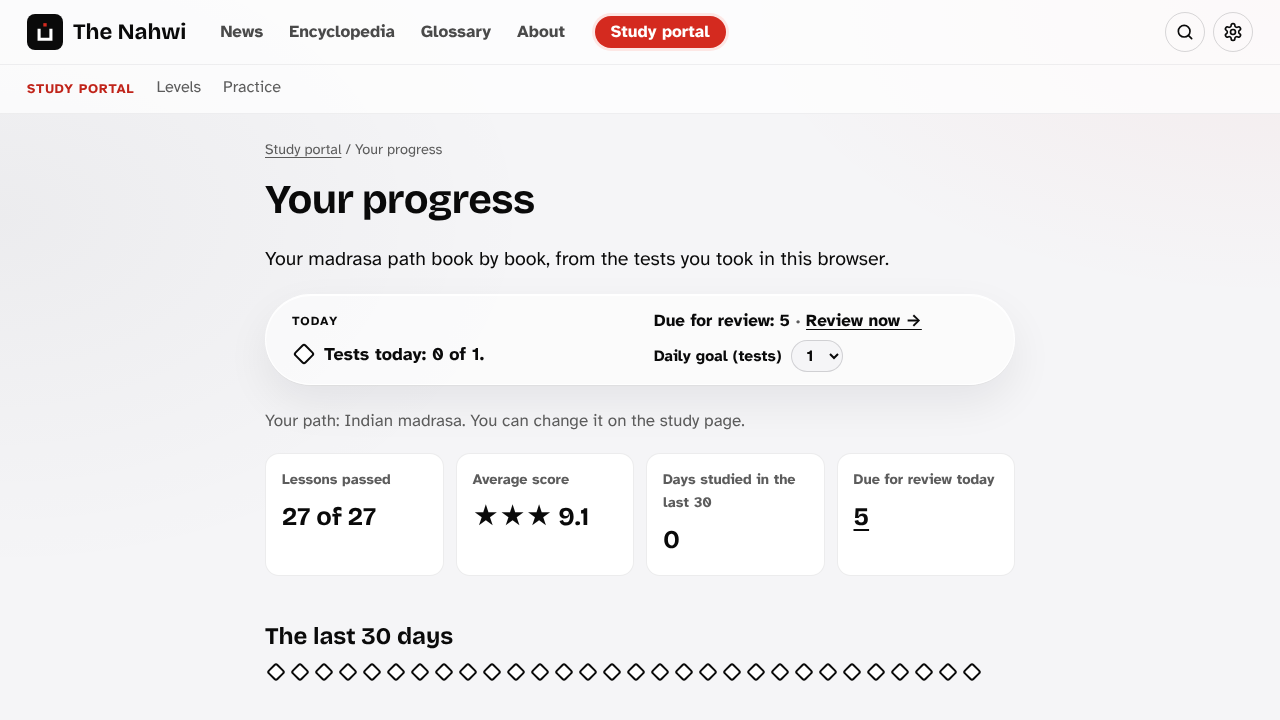 The Nahwi
News
Encyclopedia
Glossary
About
Study portal
STUDY PORTAL
Levels
Practice
Study portal / Your progress
Your progress
Your madrasa path book by book, from the tests you took in this browser.
TODAY
Tests today: 0 of 1.
Due for review: 5 · Review now →
Daily goal (tests) 1
Your path: Indian madrasa. You can change it on the study page.
Lessons passed
27 of 27
Average score
★★★ 9.1
Days studied in the
last 30
0
Due for review today
5
The last 30 days